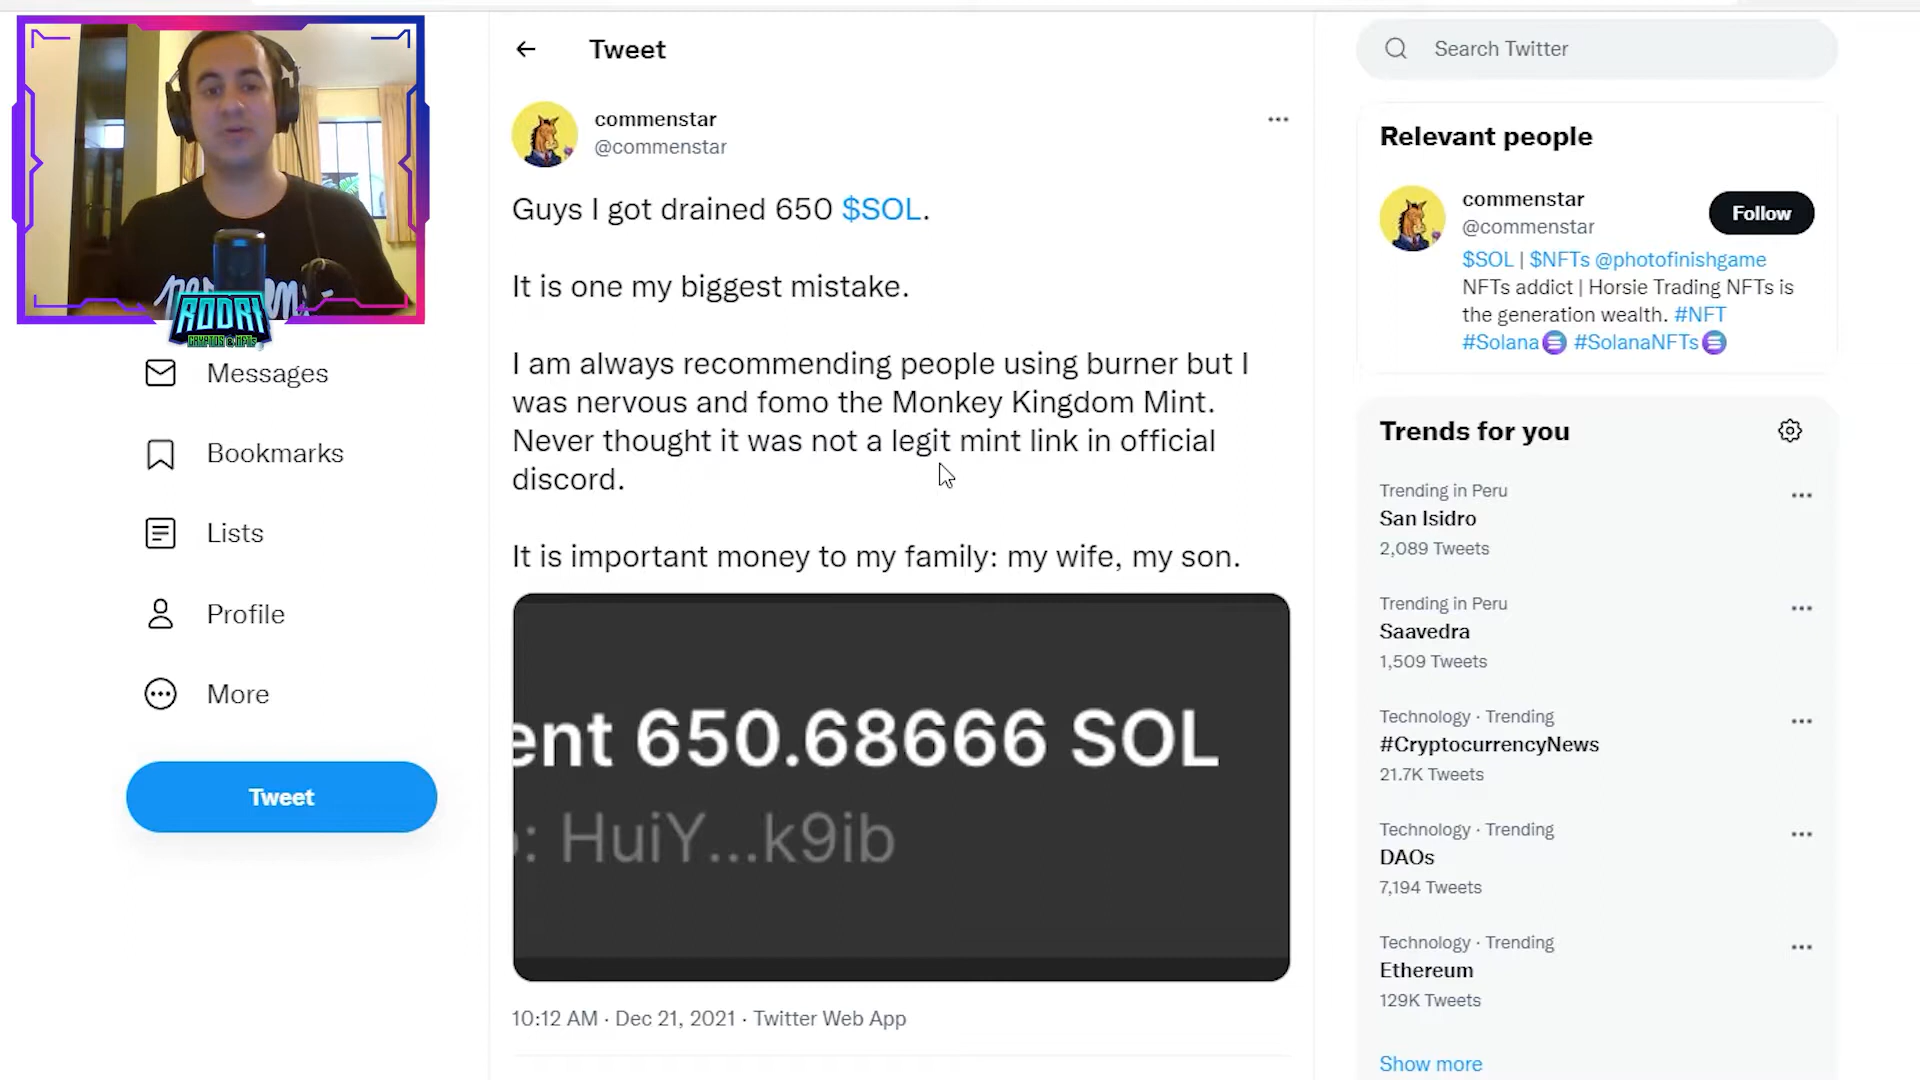 Tweet
Search Twitter
commenstar
@commenstar
Guys I got drained 650 $SOL.
It is one my biggest mistake.
I am always recommending people using burner but I
was nervous and fomo the Monkey Kingdom Mint.
Never thought it was not a legit mint link in official
discord.
It is important money to my family: my wife, my son.
ent 650.68666 SOL
: HuiY...k9ib
10:12 AM · Dec 21, 2021 · Twitter Web App
RODRI
CRYPTOS & NFTs
Messages
Bookmarks
Lists
Profile
More
Tweet
Relevant people
commenstar
@commenstar
Follow
$SOL | $NFTs @photofinishgame
NFTs addict | Horsie Trading NFTs is
the generation wealth. #NFT
#Solana #SolanaNFTs
Trends for you
Trending in Peru
San Isidro
2,089 Tweets
Trending in Peru
Saavedra
1,509 Tweets
Technology · Trending
#CryptocurrencyNews
21.7K Tweets
Technology · Trending
DAOs
7,194 Tweets
Technology · Trending
Ethereum
129K Tweets
Show more